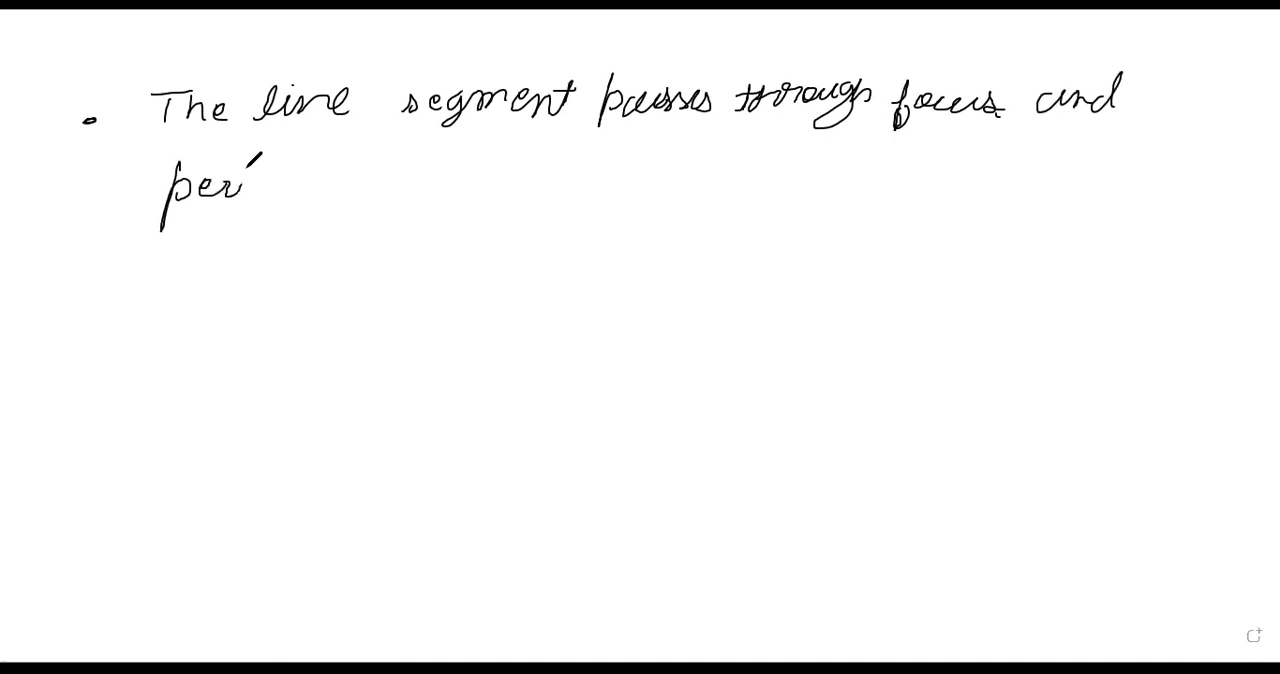 . The line segment passes through focus and
per